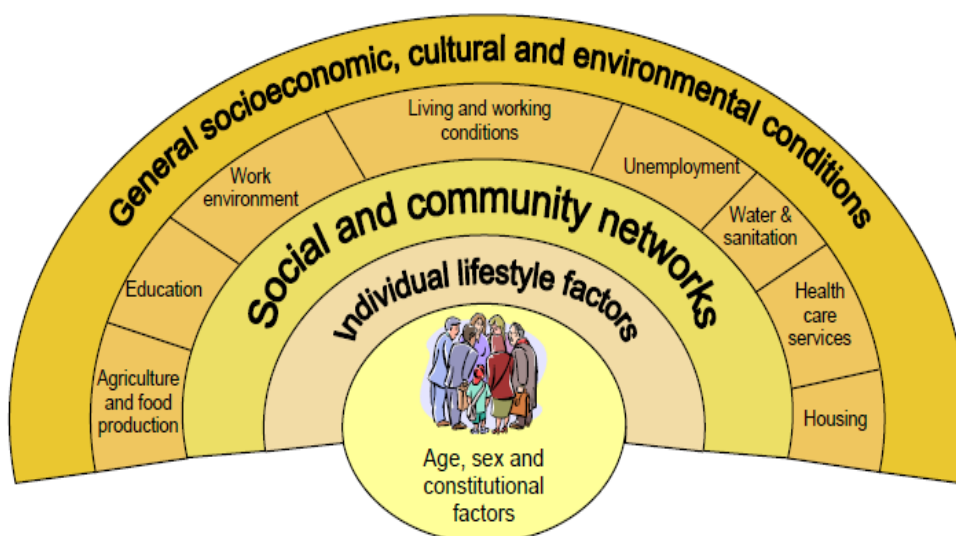 General socioeconomic, cultural and environmental conditions
Living and working
conditions
Work
environment
Unemployment
Education
Water &
sanitation
Agriculture
and food
production
Health
care
services
Housing
Social and community networks
Individual lifestyle factors
Age, sex and
constitutional
factors